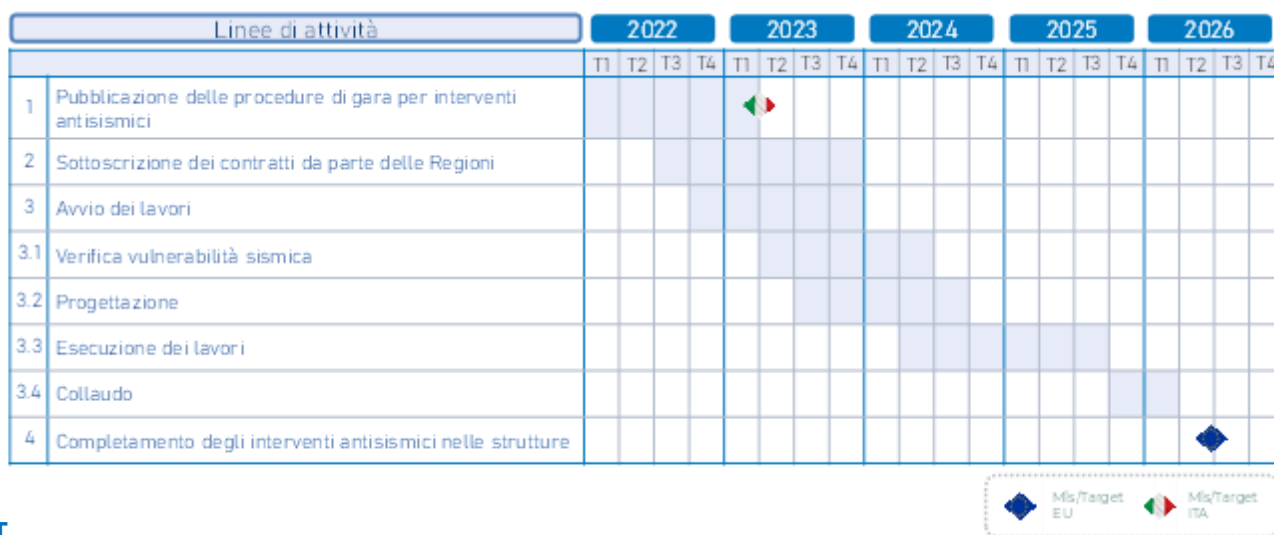 Linee di attività 2022 2023 2024 2025 2026
T1 T2 T3 T4 T1 T2 T3 T4 T1 T2 T3 T4 T1 T2 T3 T4 T1 T2 T3 T4
1 Pubblicazione delle procedure di gara per interventi
antisismici
2 Sottoscrizione dei contratti da parte delle Regioni
3 Avvio dei lavori
3.1 Verifica vulnerabilità sismica
3.2 Progettazione
3.3 Esecuzione dei lavori
3.4 Collaudo
4 Completamento degli interventi antisismici nelle strutture
Mls/Target
EU
Mls/Target
ITA